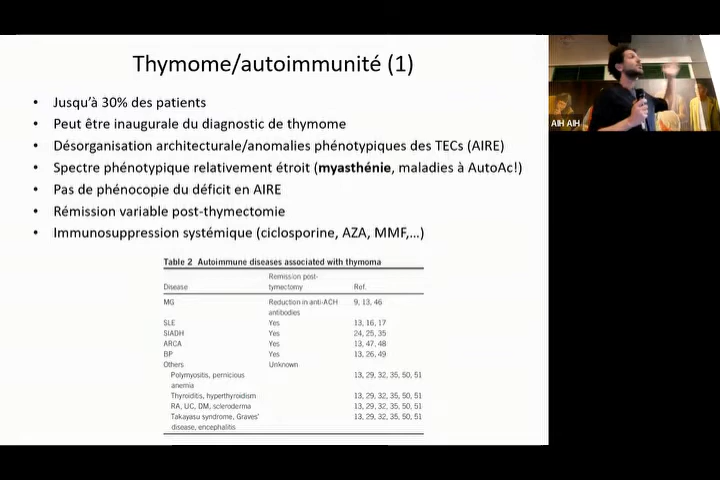 Thymome/autoimmunité (1)
• Jusqu'à 30% des patients
• Peut être inaugurale du diagnostic de thymome
• Désorganisation architecturale/anomalies phénotypiques des TECs (AIRE)
• Spectre phénotypique relativement étroit (myasthénie, maladies à AutoAc!)
• Pas de phénocopie du déficit en AIRE
• Rémission variable post-thymectomie
• Immunosuppression systémique (ciclosporine, AZA, MMF,...)
Table 2 Autoimmune diseases associated with thymoma
Remission post-
Disease tymectomy Ref.
MG Reduction in anti-ACH 9, 13, 46
antibodies
SLE Yes 13, 16, 17
SIADH Yes 24, 25, 35
ARCA Yes 13, 47, 48
BP Yes 13, 26, 49
Others Unknown
Polymyositis, pernicious 13, 29, 32, 35, 50, 51
anemia
Thyroiditis, hyperthyroidism 13, 29, 32, 35, 50, 51
RA, UC, DM, scleroderma 13, 29, 32, 35, 50, 51
Takayasu syndrome, Graves' 13, 29, 32, 35, 50, 51
disease, encephalitis
AIH AIH